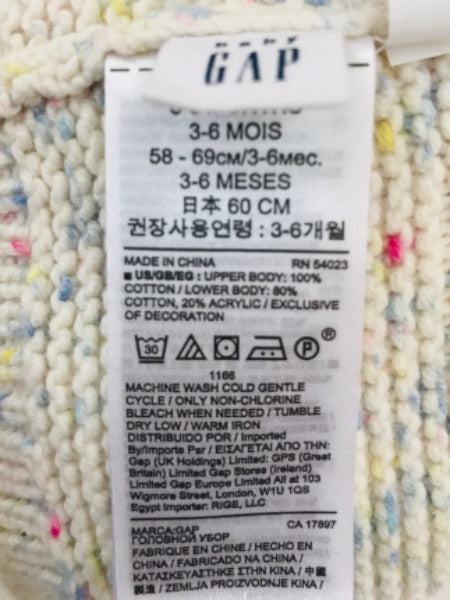 baby
GAP
3-6 MOIS
58 - 69см/3-6мес.
3-6 MESES
日本 60 CM
권장사용연령 : 3-6개월
MADE IN CHINA RN 54023
■ US/GB/EG : UPPER BODY: 100%
COTTON / LOWER BODY: 80%
COTTON, 20% ACRYLIC / EXCLUSIVE
OF DECORATION
30 P ®
1166
MACHINE WASH COLD GENTLE
CYCLE / ONLY NON-CHLORINE
BLEACH WHEN NEEDED / TUMBLE
DRY LOW / WARM IRON
DISTRIBUIDO POR / Imported
By/Importe Par / ΕΙΣΑΓΕΤΑΙ ΑΠΟ ΤΗΝ:
Gap (UK Holdings) Limited: GPS (Great
Britain) Limited Gap Stores (Ireland)
Limited Gap Europe Limited All at 103
Wigmore Street, London, W1U 1QS
Egypt Importer: RIGE, LLC
MARCA:GAP CA 17897
ГОЛОВНОЙ УБОР
FABRIQUE EN CHINE / HECHO EN
CHINA / FABRICADO NA CHINA /
ΚΑΤΑΣΚΕΥΑΣΤΗΚΕ ΣΤΗΝ ΚΙΝΑ / 中國
製造 / ZEMLJA PROIZVODNJE KINA /